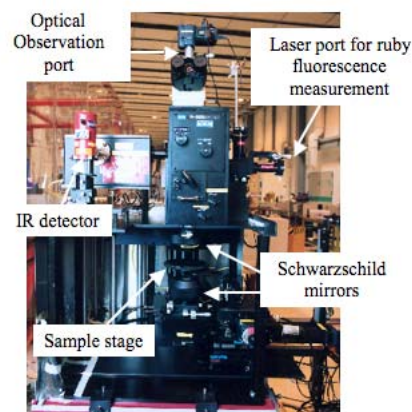 Optical
Observation
port
Laser port for ruby
fluorescence
measurement
IR detector
Schwarzschild
mirrors
Sample stage